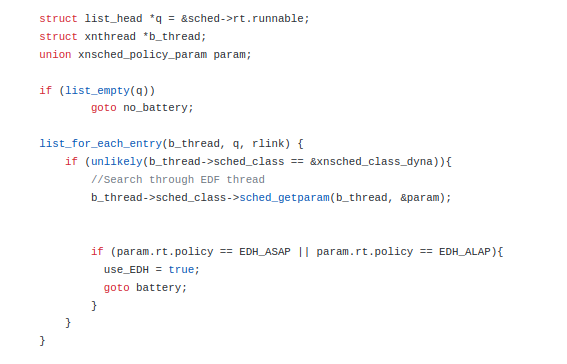 struct list_head *q = &sched->rt.runnable;
struct xnthread *b_thread;
union xnsched_policy_param param;
if (list_empty(q))
goto no_battery;
list_for_each_entry(b_thread, q, rlink) {
if (unlikely(b_thread->sched_class == &xnsched_class_dyna)){
//Search through EDF thread
b_thread->sched_class->sched_getparam(b_thread, &param);
if (param.rt.policy == EDH_ASAP || param.rt.policy == EDH_ALAP){
use_EDH = true;
goto battery;
}
}
}